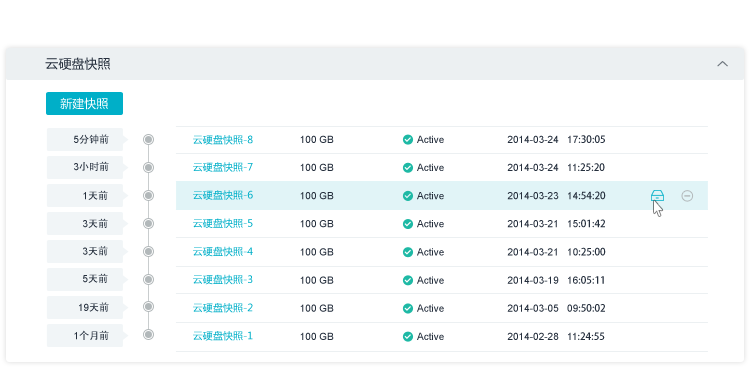 云硬盘快照
新建快照
5分钟前 云硬盘快照-8 100 GB Active 2014-03-24 17:30:05
3小时前 云硬盘快照-7 100 GB Active 2014-03-24 11:25:20
1天前 云硬盘快照-6 100 GB Active 2014-03-23 14:54:20
3天前 云硬盘快照-5 100 GB Active 2014-03-21 15:01:42
3天前 云硬盘快照-4 100 GB Active 2014-03-21 10:25:00
5天前 云硬盘快照-3 100 GB Active 2014-03-19 16:05:11
19天前 云硬盘快照-2 100 GB Active 2014-03-05 09:50:02
1个月前 云硬盘快照-1 100 GB Active 2014-02-28 11:24:55